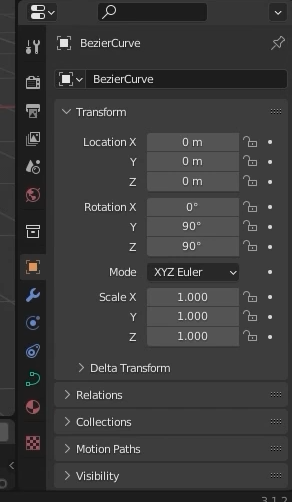 BezierCurve
BezierCurve
Transform
Location X 0 m
Y 0 m
Z 0 m
Rotation X 0°
Y 90°
Z 90°
Mode XYZ Euler
Scale X 1.000
Y 1.000
Z 1.000
Delta Transform
Relations
Collections
Motion Paths
Visibility
3.1.2